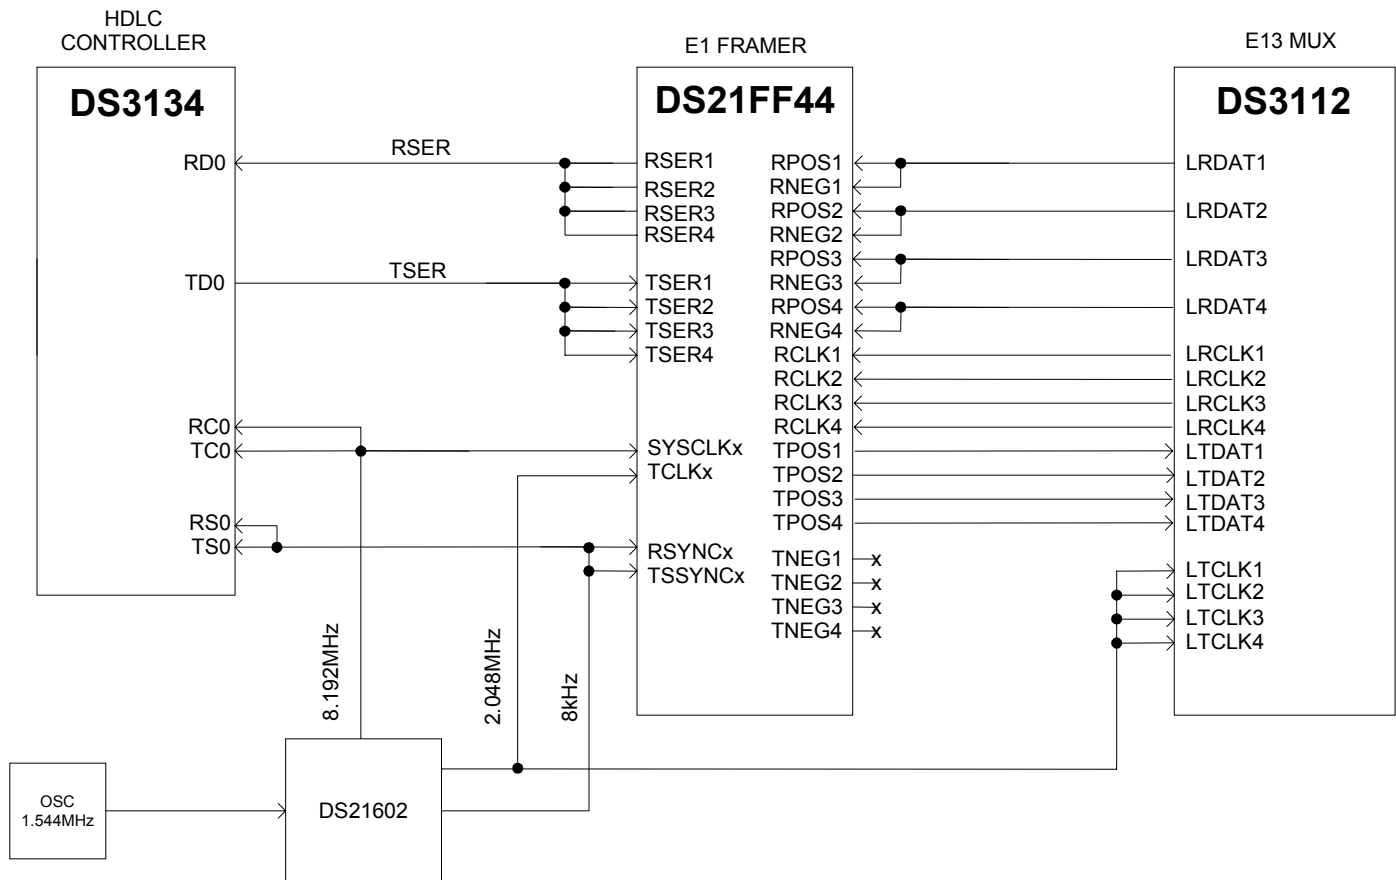 HDLC
CONTROLLER
DS3134
RD0
TD0
RC0
TC0
RS0
TS0
RSER
TSER
E1 FRAMER
DS21FF44
RSER1
RSER2
RSER3
RSER4
TSER1
TSER2
TSER3
TSER4
SYSCLKx
TCLKx
RSYNCx
TSSYNCx
RPOS1
RNEG1
RPOS2
RNEG2
RPOS3
RNEG3
RPOS4
RNEG4
RCLK1
RCLK2
RCLK3
RCLK4
TPOS1
TPOS2
TPOS3
TPOS4
TNEG1 x
TNEG2 x
TNEG3 x
TNEG4 x
E13 MUX
DS3112
LRDAT1
LRDAT2
LRDAT3
LRDAT4
LRCLK1
LRCLK2
LRCLK3
LRCLK4
LTDAT1
LTDAT2
LTDAT3
LTDAT4
LTCLK1
LTCLK2
LTCLK3
LTCLK4
8.192MHz
2.048MHz
8kHz
OSC
1.544MHz
DS21602